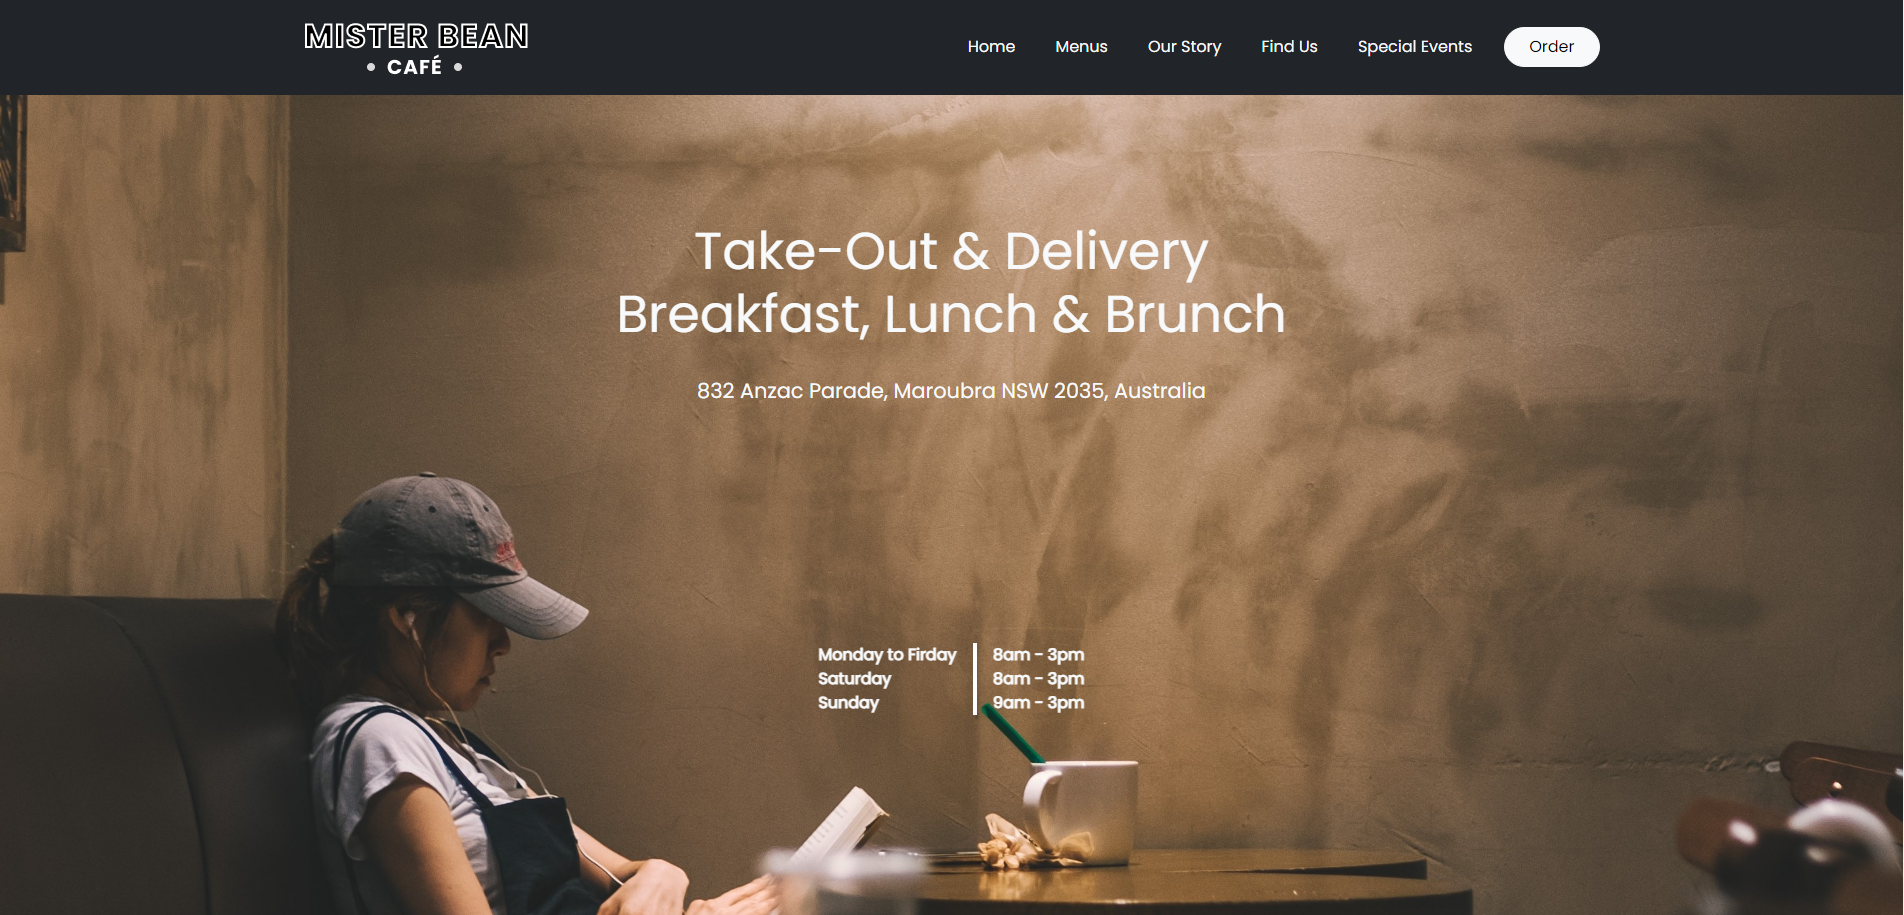 MISTER BEAN
• CAFÉ •
Home Menus Our Story Find Us Special Events Order
Take-Out & Delivery
Breakfast, Lunch & Brunch
832 Anzac Parade, Maroubra NSW 2035, Australia
Monday to Firday 8am - 3pm
Saturday 8am - 3pm
Sunday 9am - 3pm